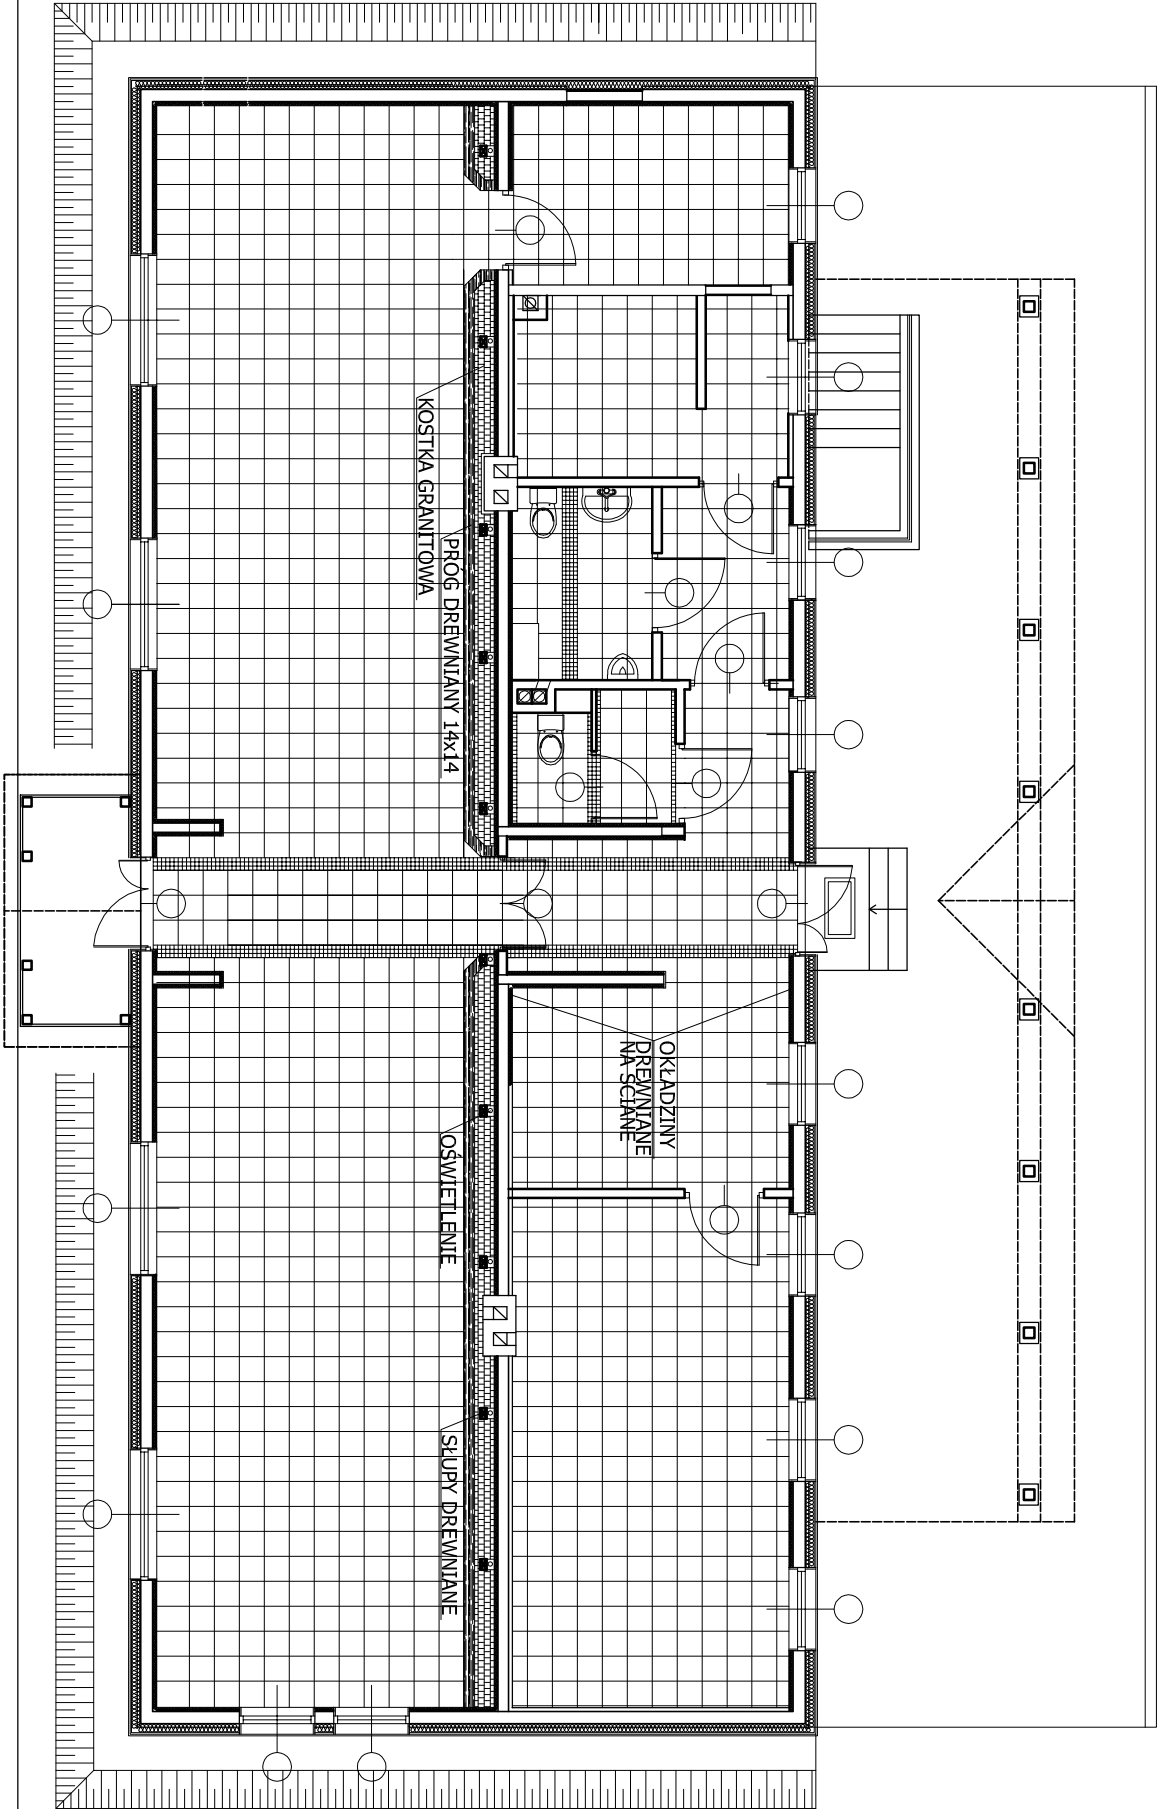 KOSTKA GRANITOWA
PRÓG DREWNIANY 14x14
OKŁADZINY
DREWNIANE
NA ŚCIANE
OŚWIETLENIE
SŁUPY DREWNIANE